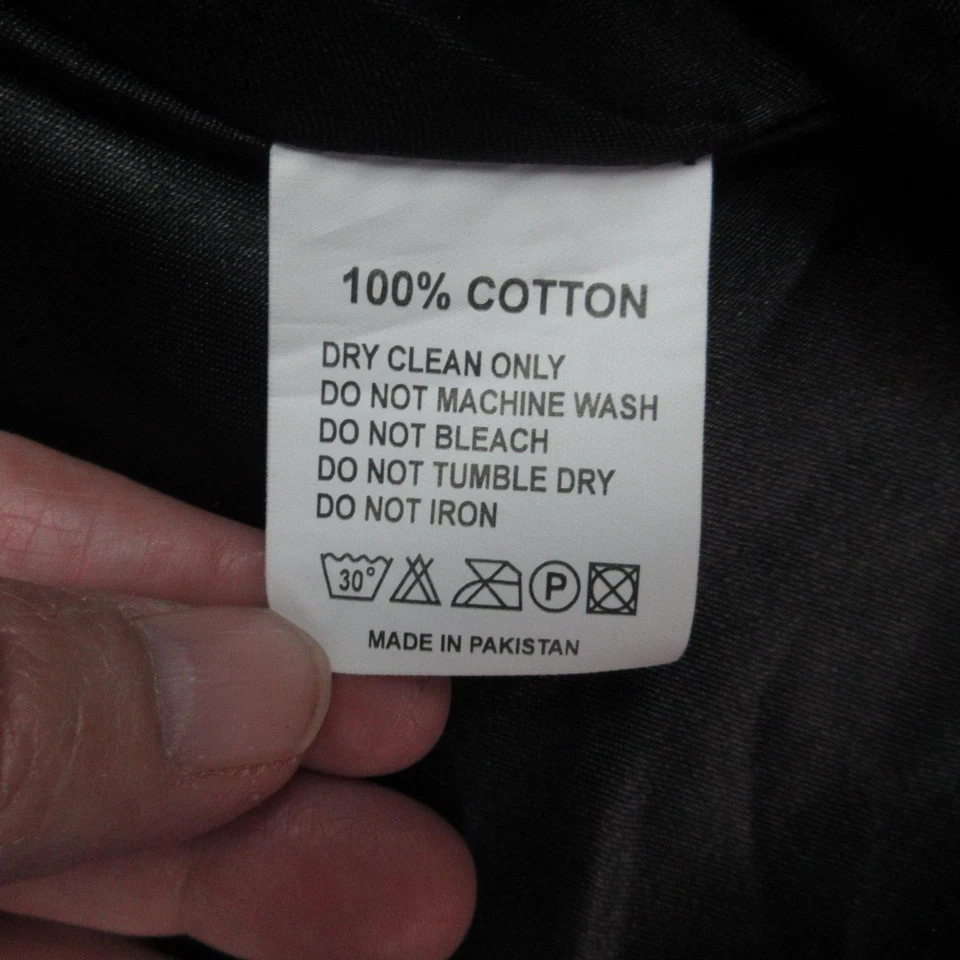 100% COTTON
DRY CLEAN ONLY
DO NOT MACHINE WASH
DO NOT BLEACH
DO NOT TUMBLE DRY
DO NOT IRON
30° P
MADE IN PAKISTAN